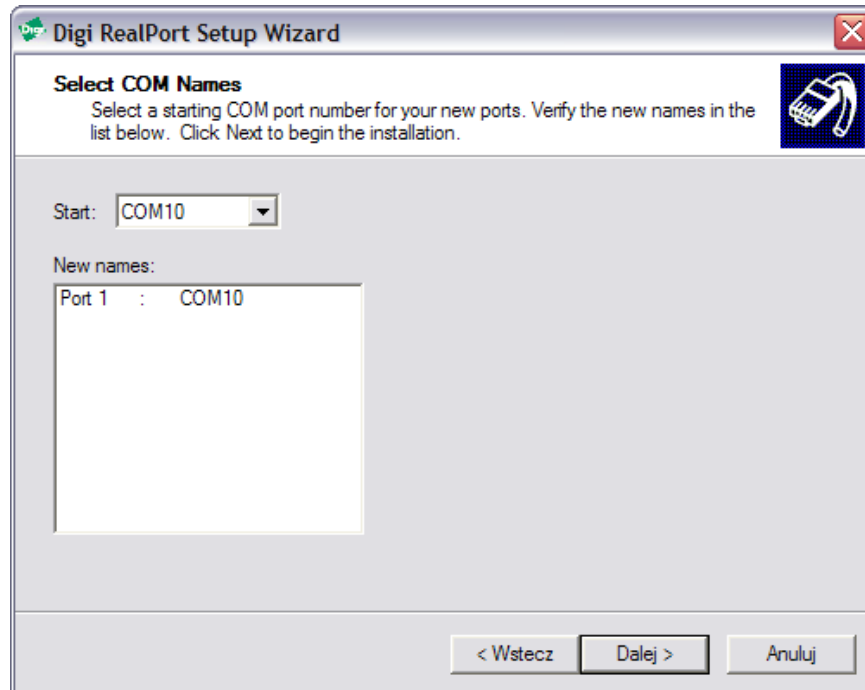 Digi RealPort Setup Wizard
Select COM Names
Select a starting COM port number for your new ports. Verify the new names in the
list below. Click Next to begin the installation.
Start: COM10
New names:
Port 1 : COM10
< Wstecz Dalej > Anuluj